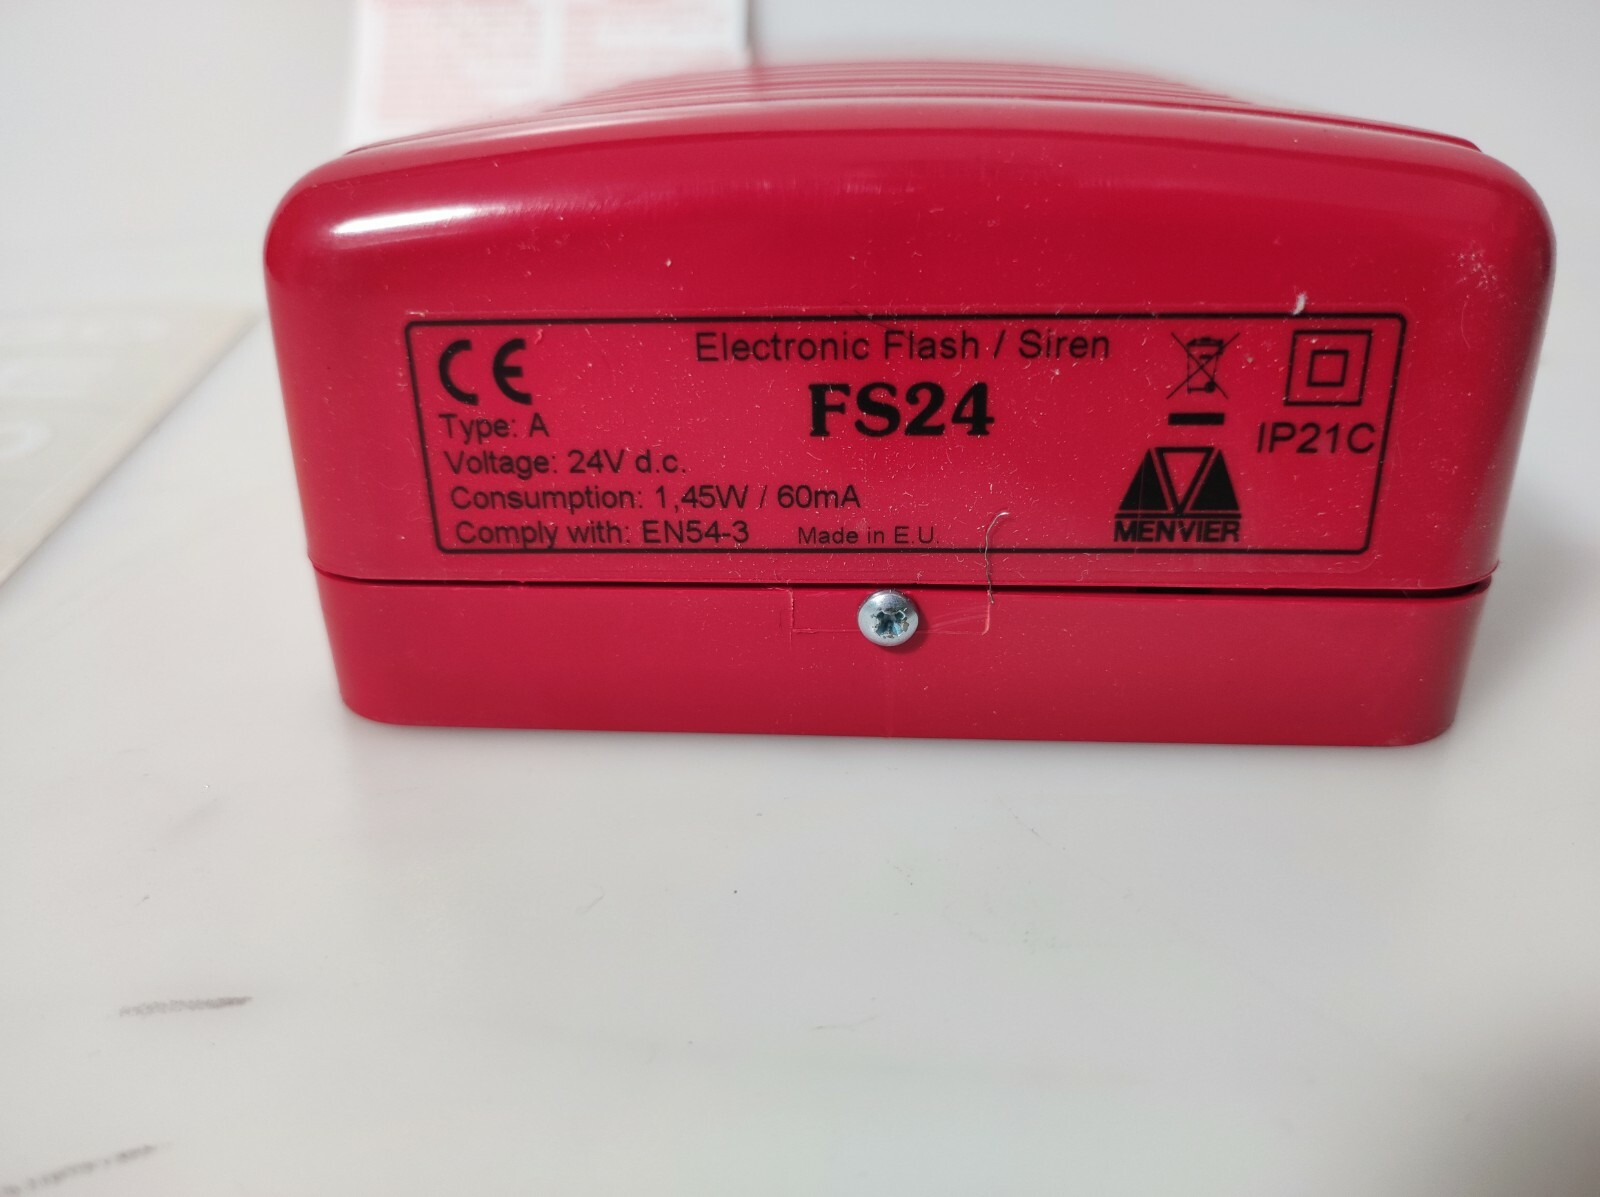 Electronic Flash / Siren
FS24
Type: A
Voltage: 24V d.c.
Consumption: 1,45W / 60mA
Comply with: EN54-3
Made in E.U.
IP21C
MENVIER